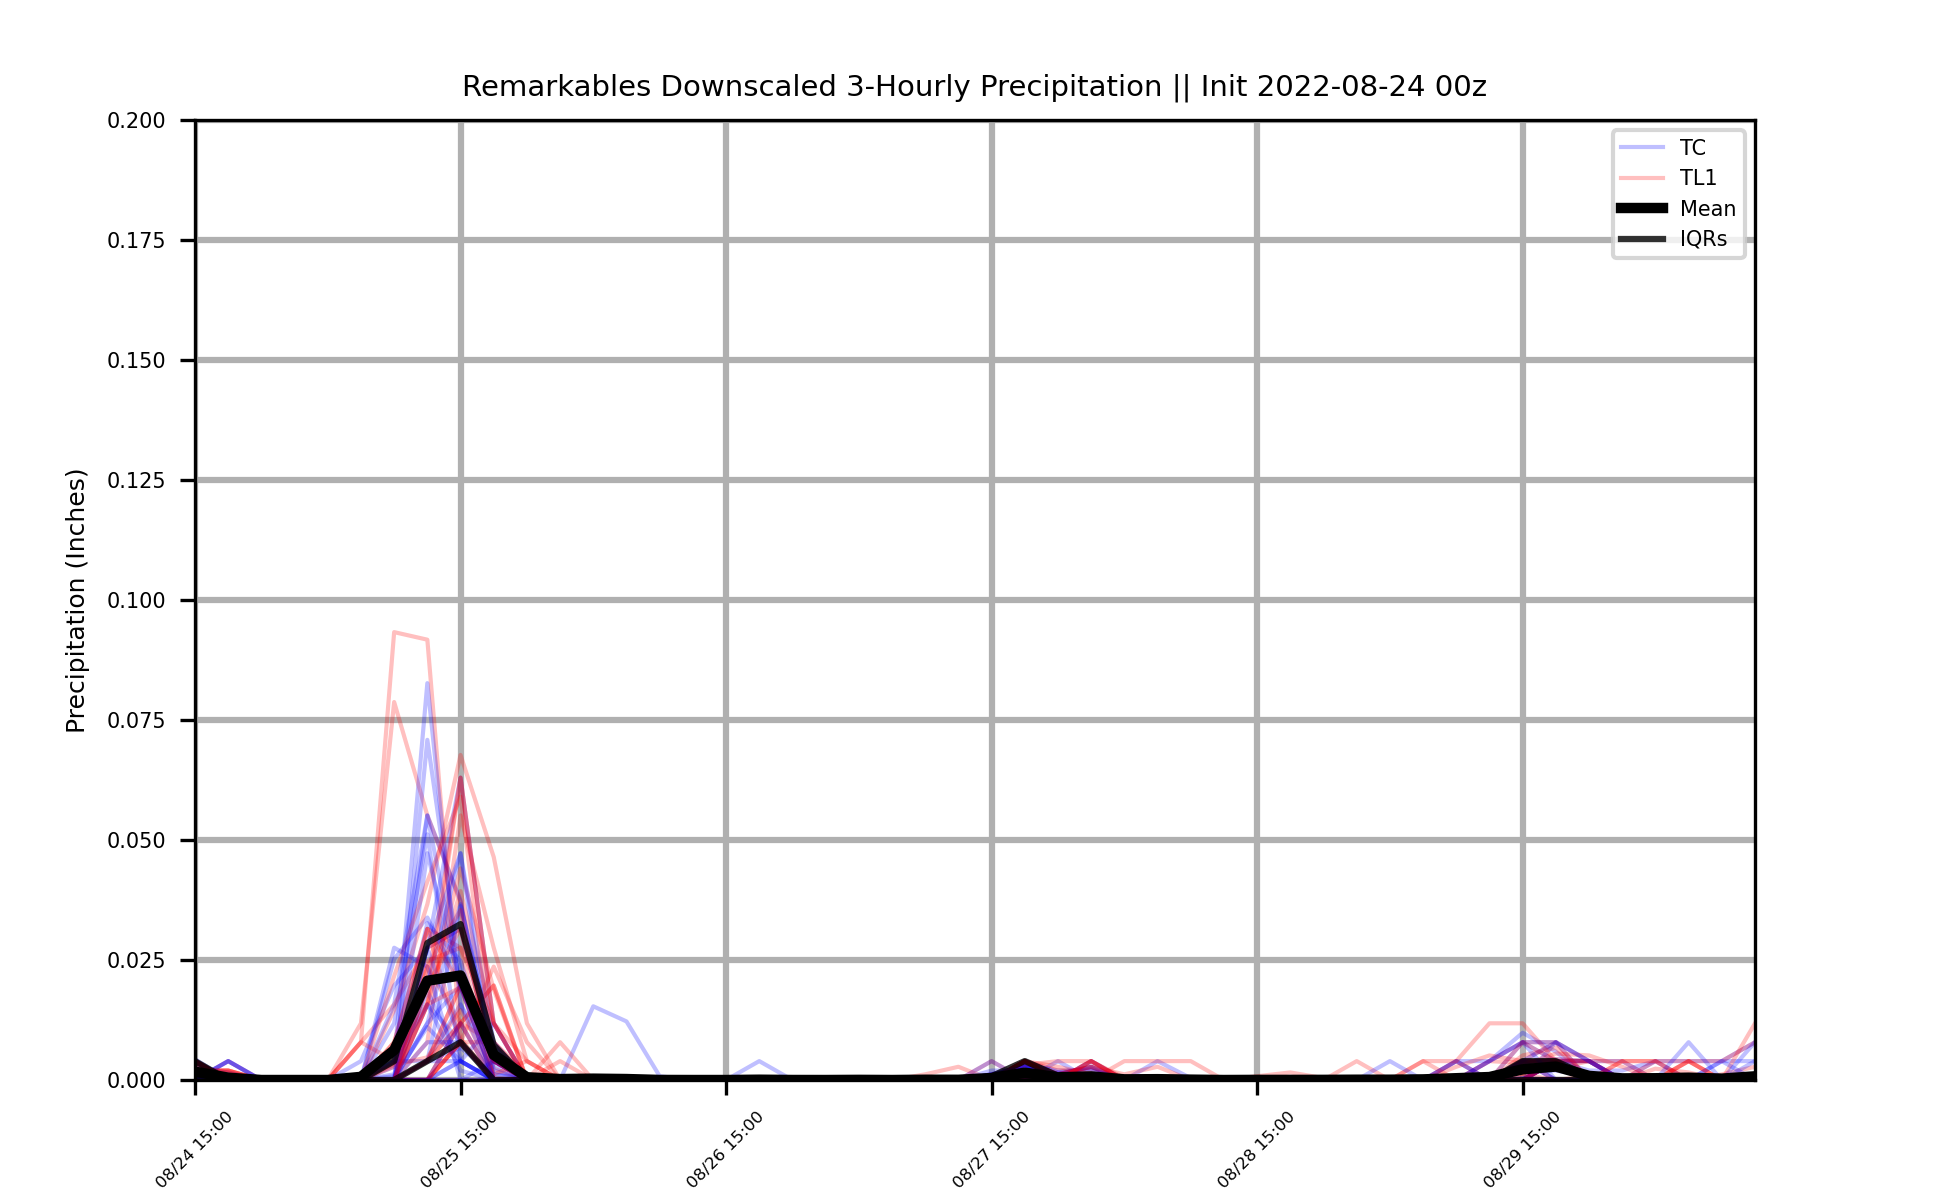 Remarkables Downscaled 3-Hourly Precipitation || Init 2022-08-24 00z
0.200
0.175
0.150
0.125
0.100
0.075
0.050
0.025
0.000
Precipitation (Inches)
TC
TL1
Mean
IQRs
08/24 15:00
08/25 15:00
08/26 15:00
08/27 15:00
08/28 15:00
08/29 15:00